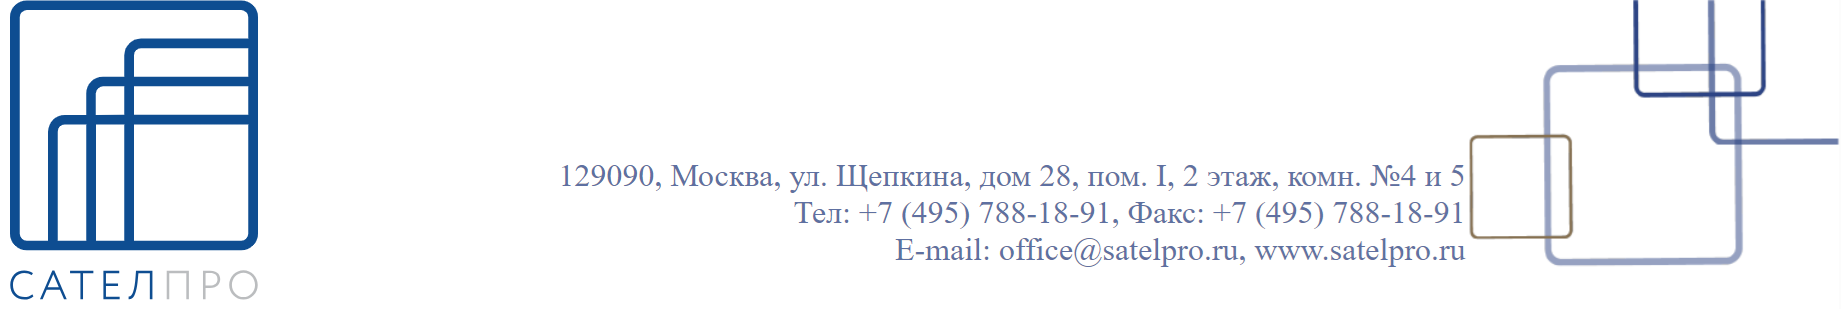 САТЕЛПРО
129090, Москва, ул. Щепкина, дом 28, пом. I, 2 этаж, комн. №4 и 5
Тел: +7 (495) 788-18-91, Факс: +7 (495) 788-18-91
E-mail: office@satelpro.ru, www.satelpro.ru